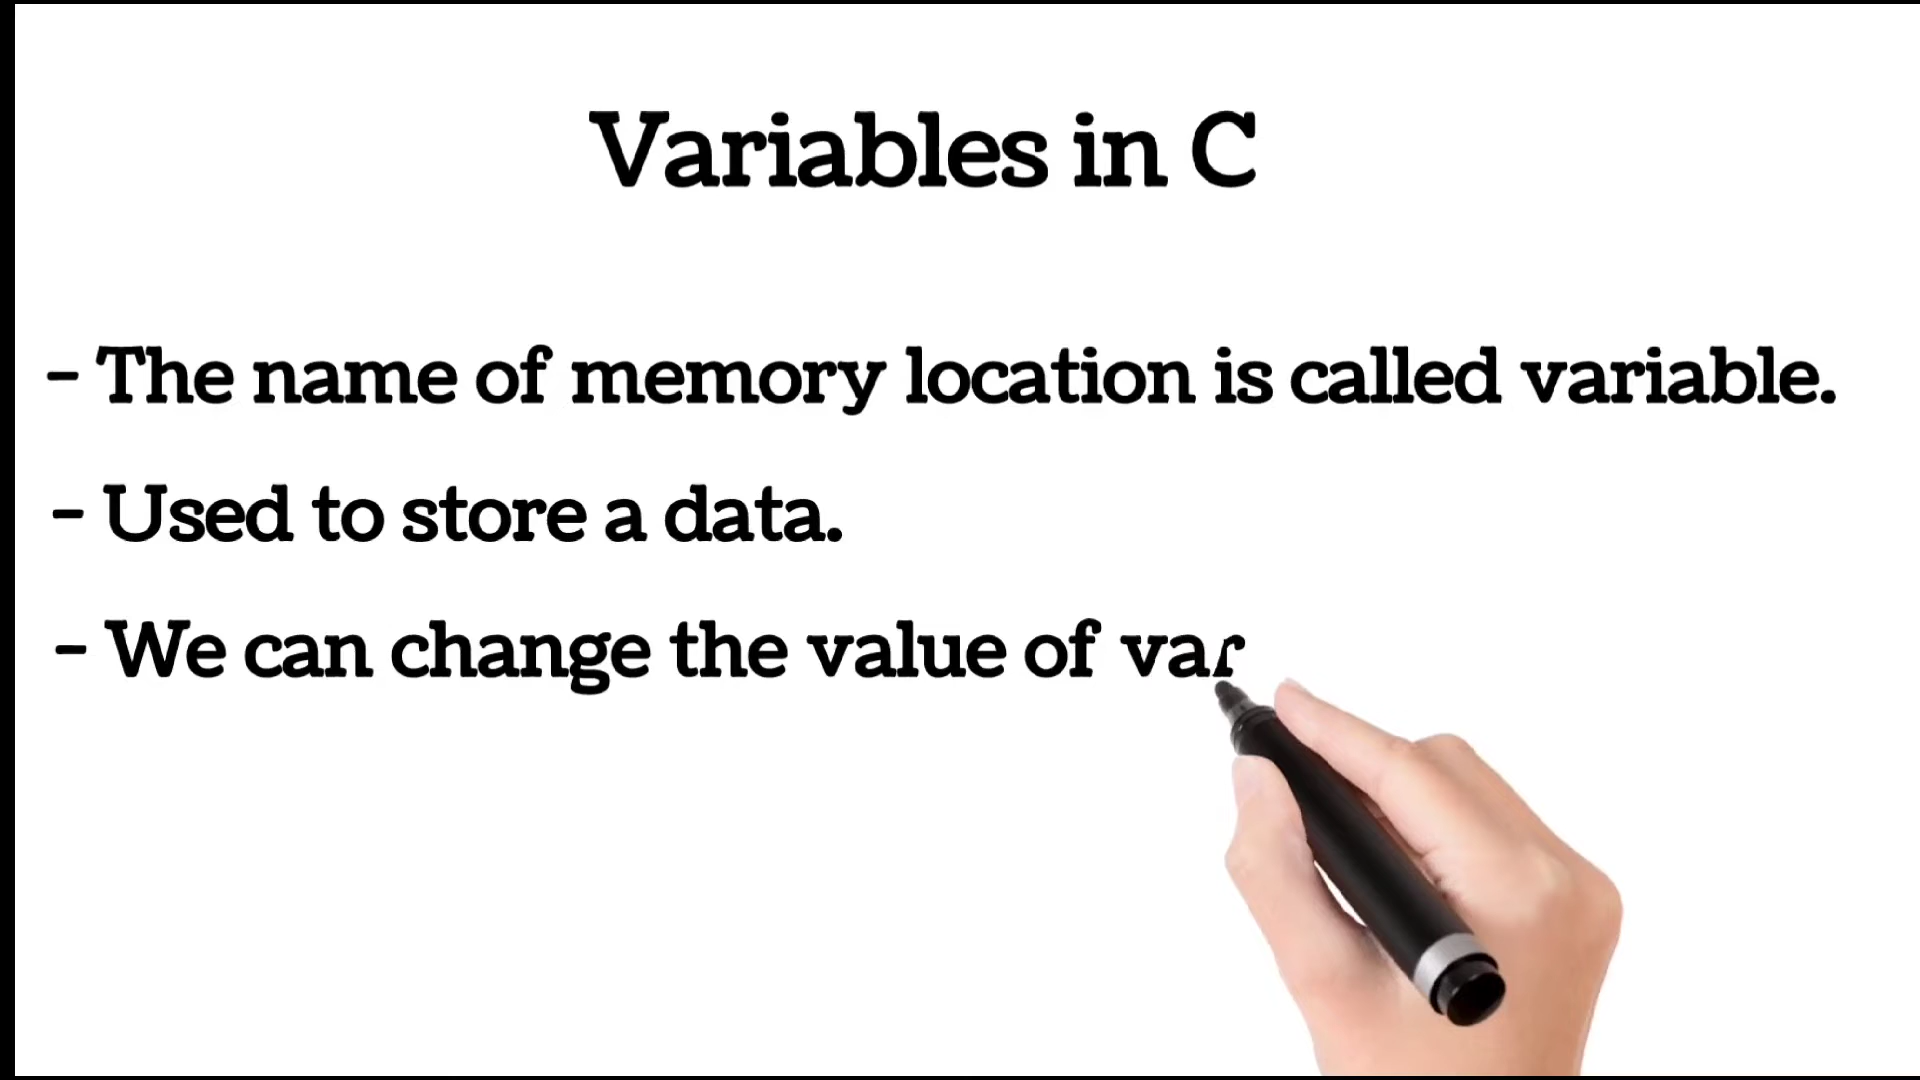 Variables in C
- The name of memory location is called variable.
- Used to store a data.
- We can change the value of var